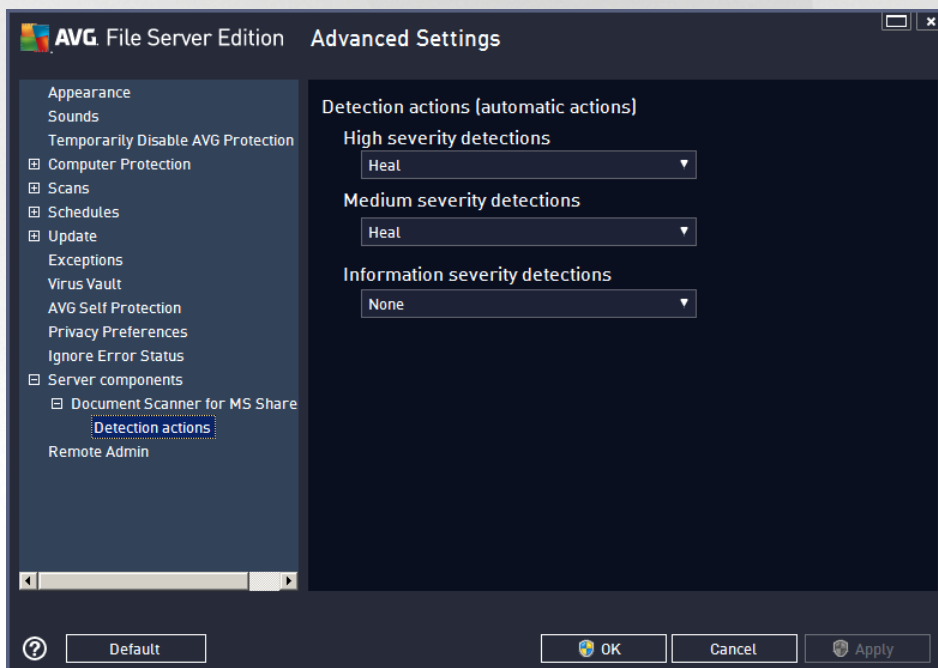 AVG. File Server Edition Advanced Settings
Appearance
Sounds
Temporarily Disable AVG Protection
Computer Protection
Scans
Schedules
Update
Exceptions
Virus Vault
AVG Self Protection
Privacy Preferences
Ignore Error Status
Server components
Document Scanner for MS Share
Detection actions
Remote Admin
Detection actions (automatic actions)
High severity detections
Heal
Medium severity detections
Heal
Information severity detections
None
? Default OK Cancel Apply